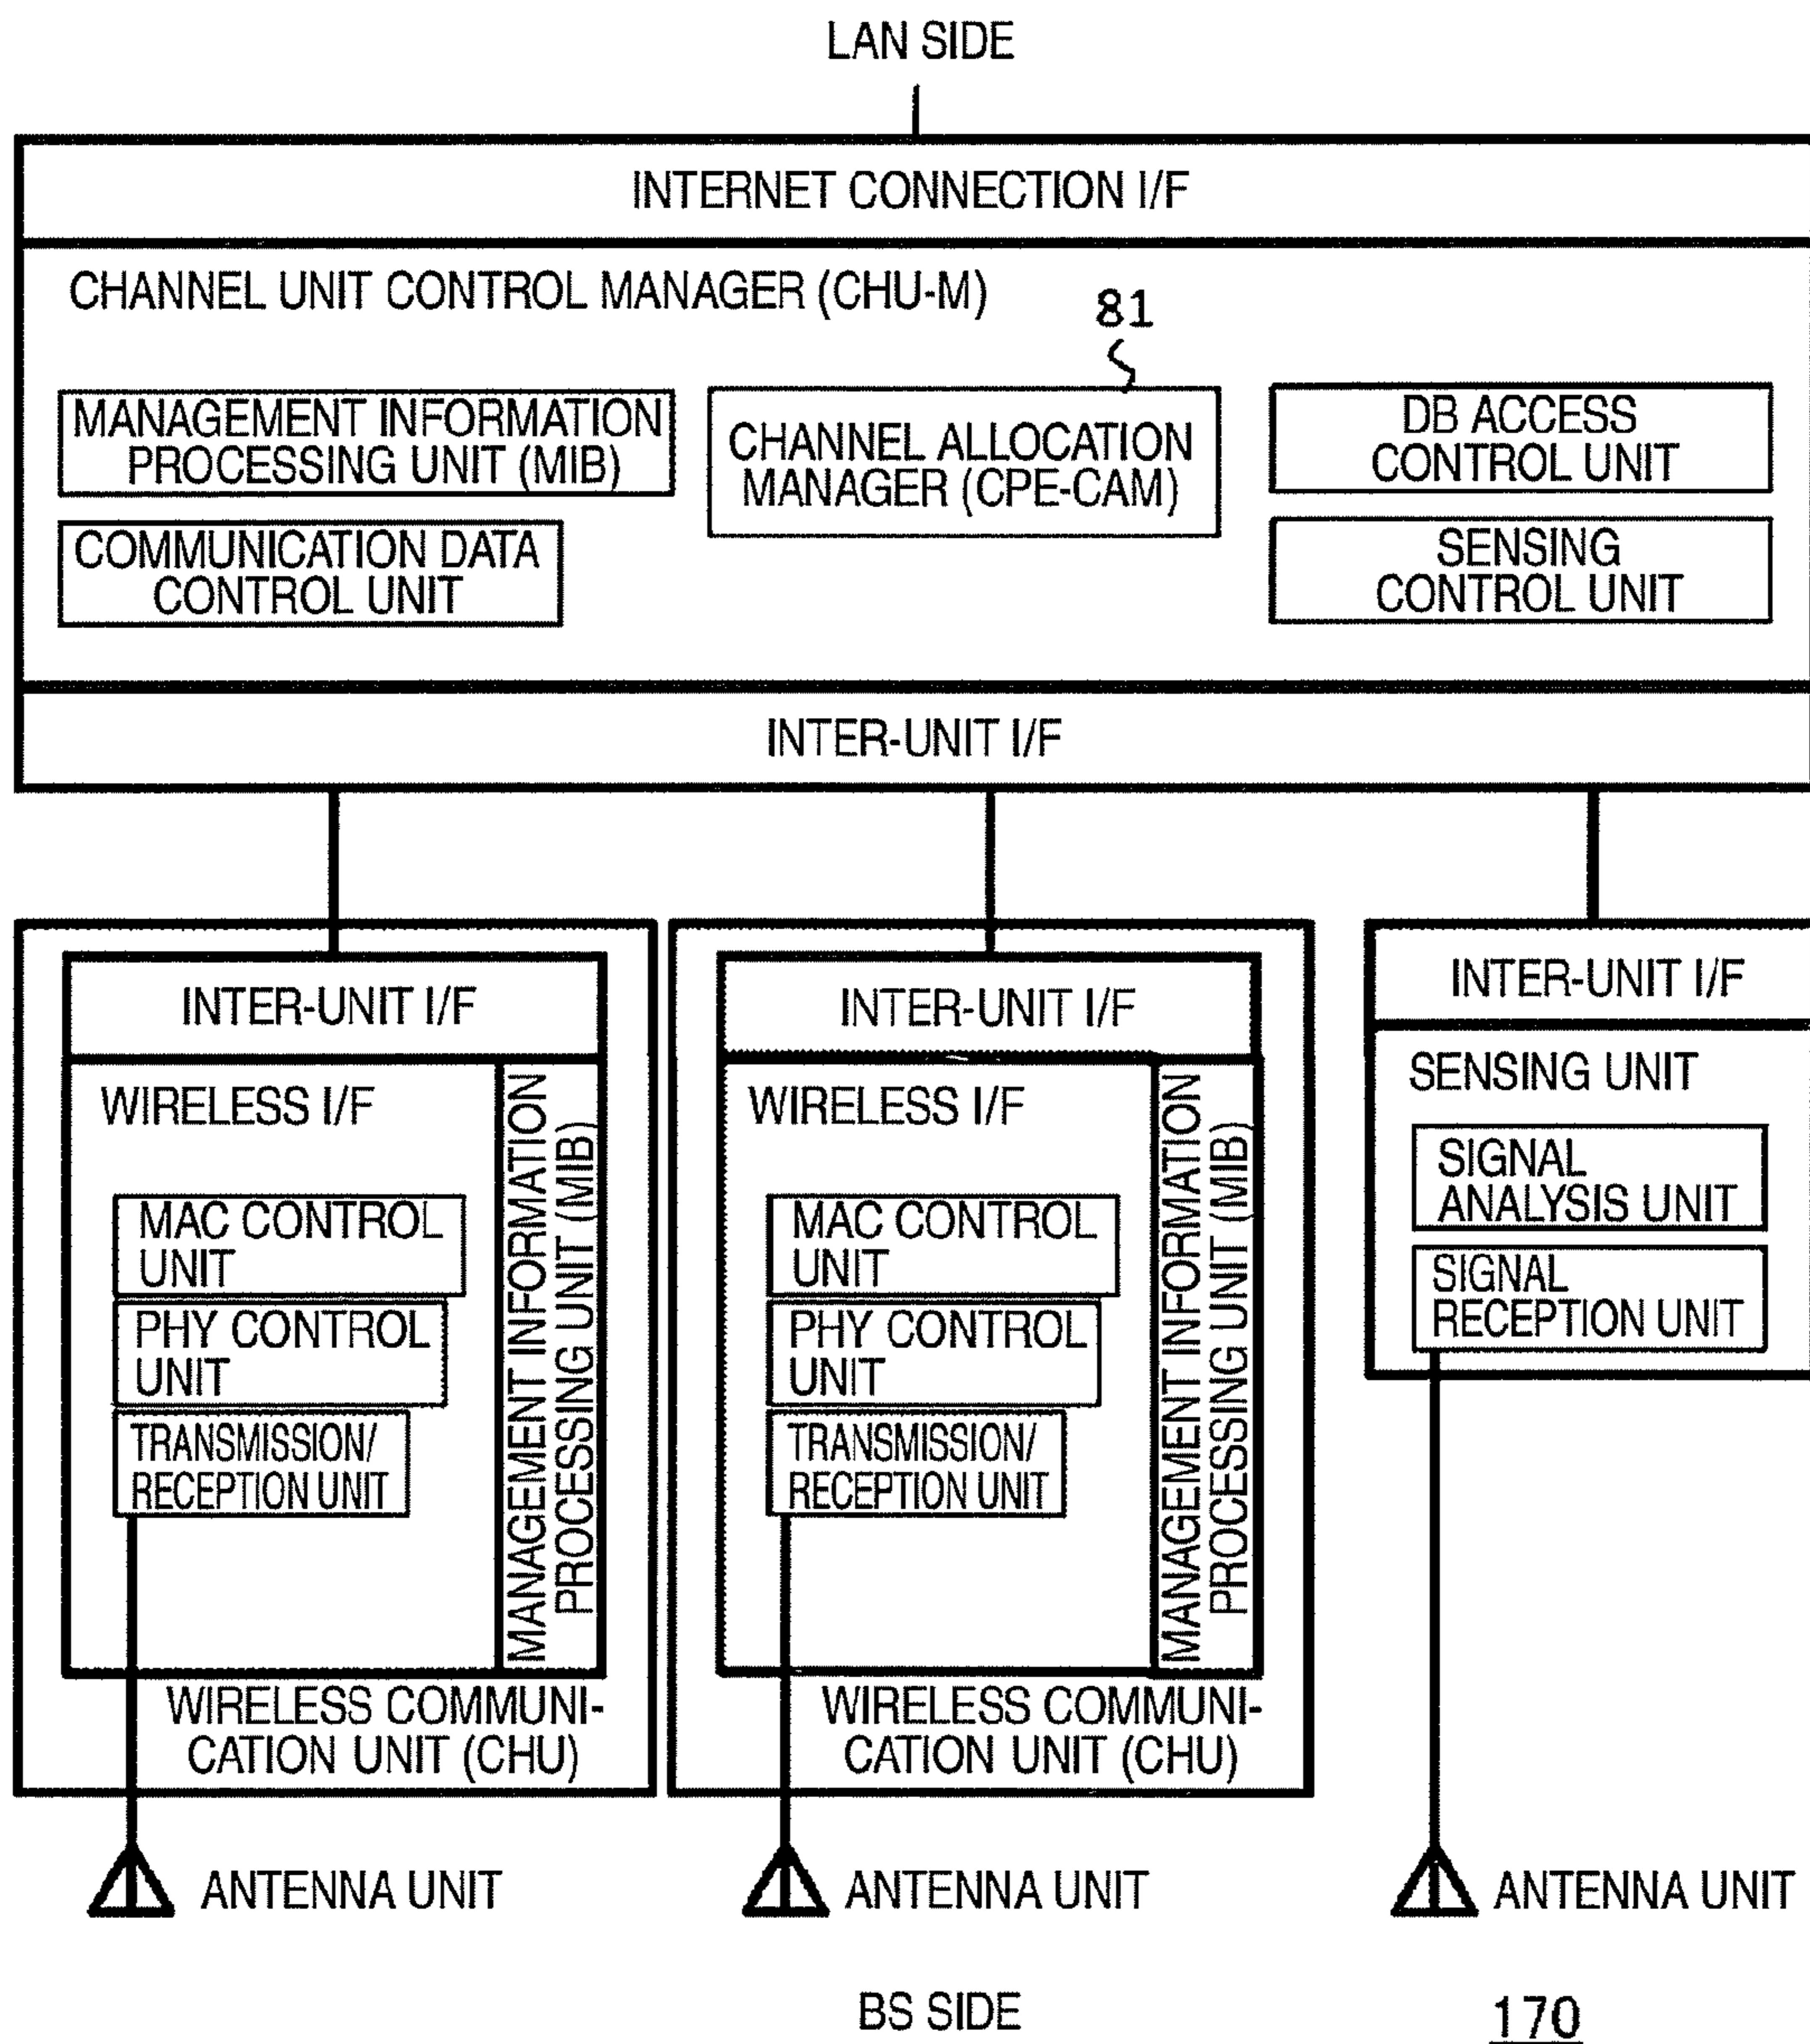 LAN SIDE
INTERNET CONNECTION I/F
CHANNEL UNIT CONTROL MANAGER (CHU-M)
81
MANAGEMENT INFORMATION
PROCESSING UNIT (MIB)
COMMUNICATION DATA
CONTROL UNIT
CHANNEL ALLOCATION
MANAGER (CPE-CAM)
DB ACCESS
CONTROL UNIT
SENSING
CONTROL UNIT
INTER-UNIT I/F
INTER-UNIT I/F
WIRELESS I/F
MAC CONTROL
UNIT
PHY CONTROL
UNIT
TRANSMISSION/
RECEPTION UNIT
MANAGEMENT INFORMATION
PROCESSING UNIT (MIB)
WIRELESS COMMUNI-
CATION UNIT (CHU)
ANTENNA UNIT
INTER-UNIT I/F
WIRELESS I/F
MAC CONTROL
UNIT
PHY CONTROL
UNIT
TRANSMISSION/
RECEPTION UNIT
MANAGEMENT INFORMATION
PROCESSING UNIT (MIB)
WIRELESS COMMUNI-
CATION UNIT (CHU)
ANTENNA UNIT
INTER-UNIT I/F
SENSING UNIT
SIGNAL
ANALYSIS UNIT
SIGNAL
RECEPTION UNIT
ANTENNA UNIT
BS SIDE
170